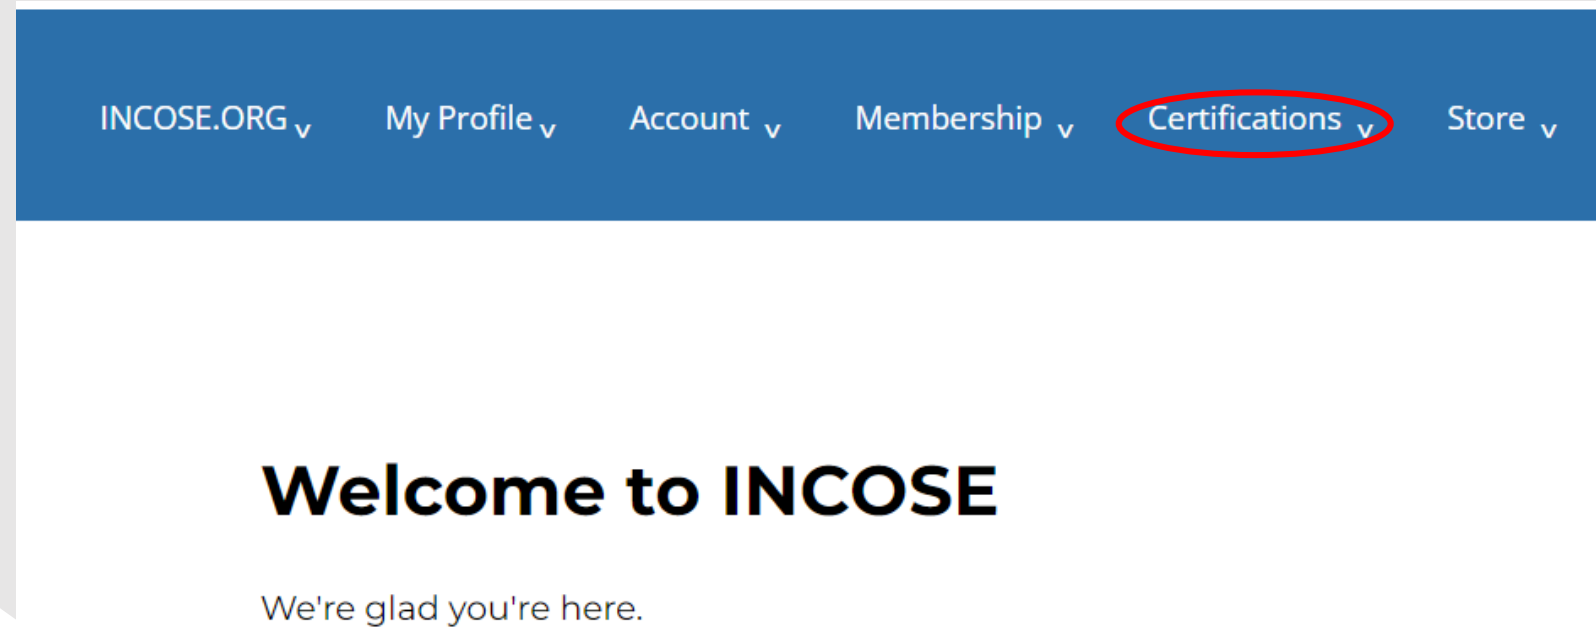 INCOSE.ORG v My Profile v Account v Membership v Certifications v Store v
Welcome to INCOSE
We're glad you're here.